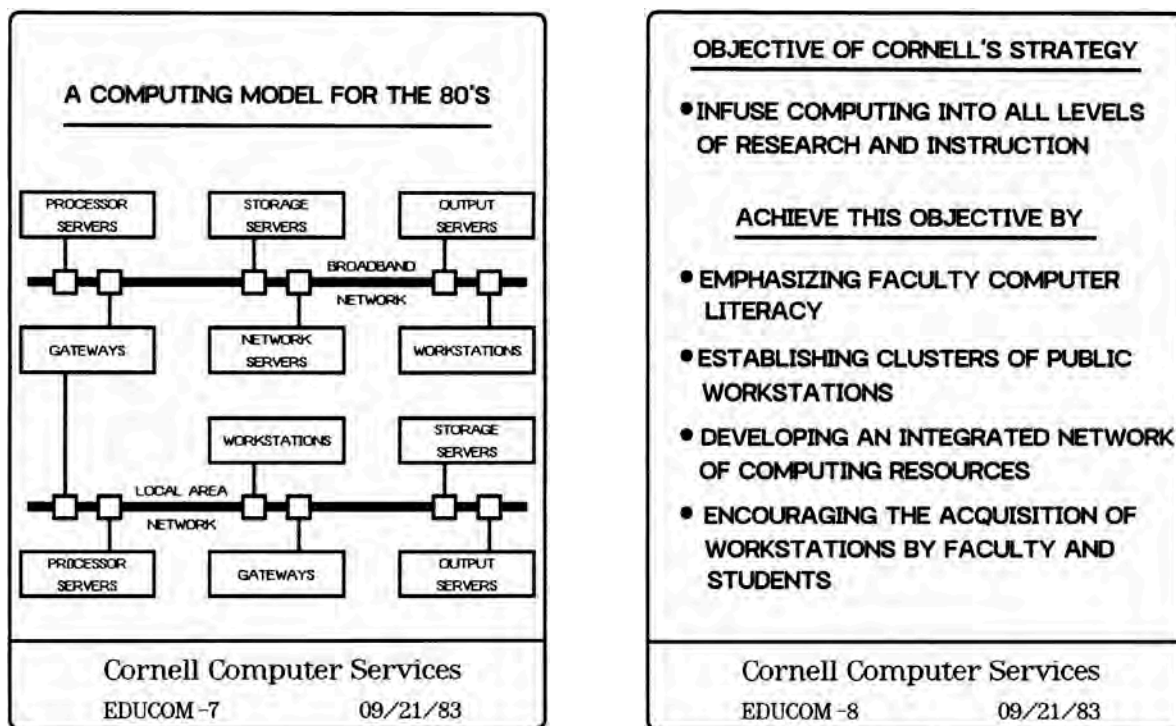 A COMPUTING MODEL FOR THE 80'S
PROCESSOR
SERVERS
STORAGE
SERVERS
OUTPUT
SERVERS
BROADBAND
NETWORK
GATEWAYS
NETWORK
SERVERS
WORKSTATIONS
WORKSTATIONS
STORAGE
SERVERS
LOCAL AREA
NETWORK
PROCESSOR
SERVERS
GATEWAYS
OUTPUT
SERVERS
Cornell Computer Services
EDUCOM-7 09/21/83
OBJECTIVE OF CORNELL'S STRATEGY
• INFUSE COMPUTING INTO ALL LEVELS
OF RESEARCH AND INSTRUCTION
ACHIEVE THIS OBJECTIVE BY
• EMPHASIZING FACULTY COMPUTER
LITERACY
• ESTABLISHING CLUSTERS OF PUBLIC
WORKSTATIONS
• DEVELOPING AN INTEGRATED NETWORK
OF COMPUTING RESOURCES
• ENCOURAGING THE ACQUISITION OF
WORKSTATIONS BY FACULTY AND
STUDENTS
Cornell Computer Services
EDUCOM-8 09/21/83